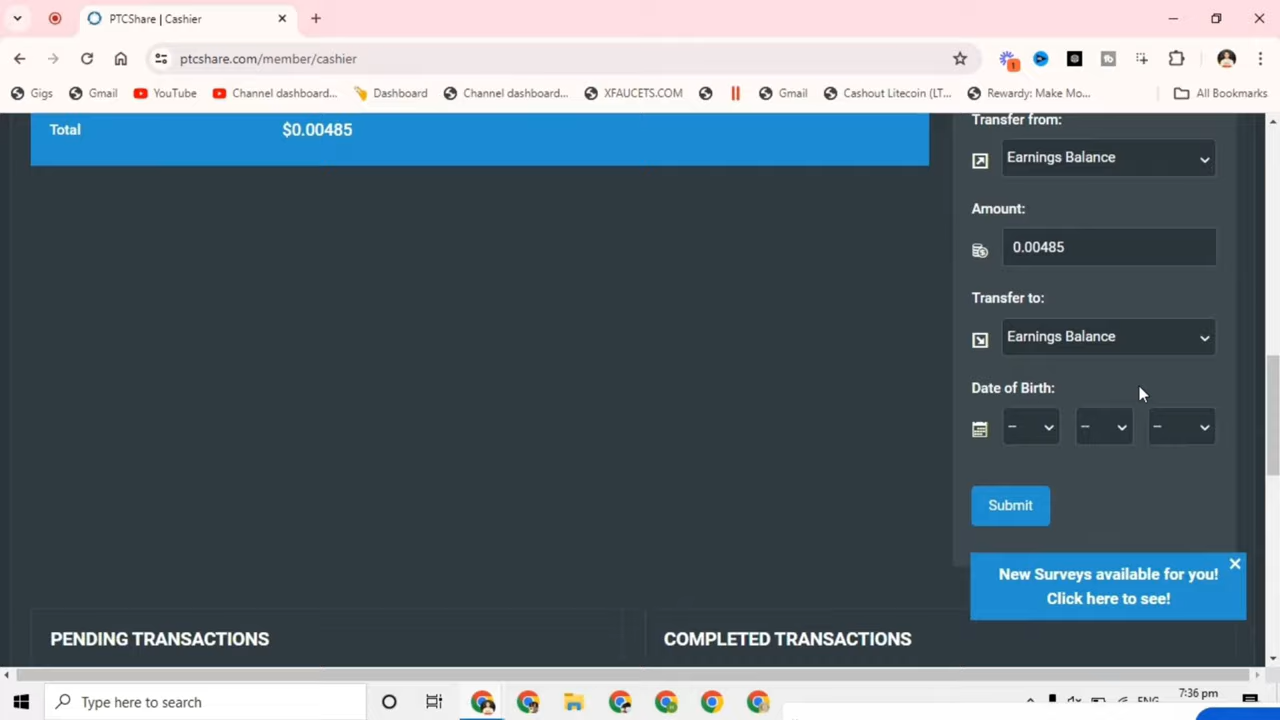 PTCShare | Cashier
ptcshare.com/member/cashier
1
Gigs
Gmail
YouTube
Channel dashboard...
Dashboard
Channel dashboard...
XFAUCETS.COM
Gmail
Cashout Litecoin (LT...
Rewardy: Make Mo...
All Bookmarks
Total $0.00485
Transfer from:
Earnings Balance
Amount:
0.00485
Transfer to:
Earnings Balance
Date of Birth:
-- -- --
Submit
New Surveys available for you!
Click here to see!
PENDING TRANSACTIONS
COMPLETED TRANSACTIONS
Type here to search
ENG
7:36 pm